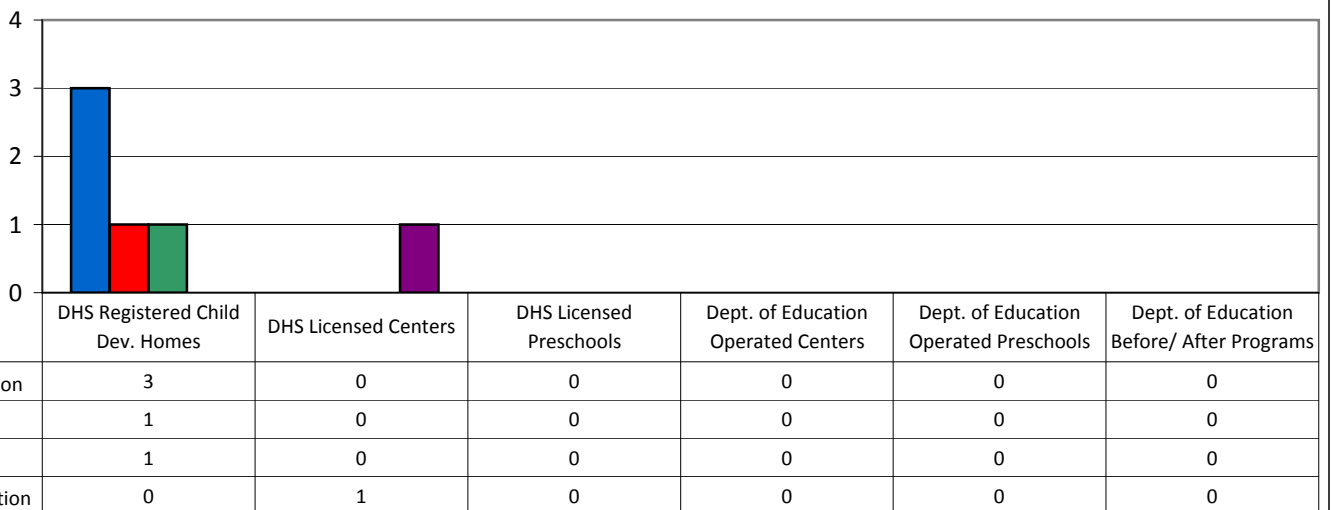 4
3
2
1
0
DHS Registered Child Dev. Homes
DHS Licensed Centers
DHS Licensed Preschools
Dept. of Education Operated Centers
Dept. of Education Operated Preschools
Dept. of Education Before/ After Programs
on 3 0 0 0 0 0
1 0 0 0 0 0
1 0 0 0 0 0
tion 0 1 0 0 0 0